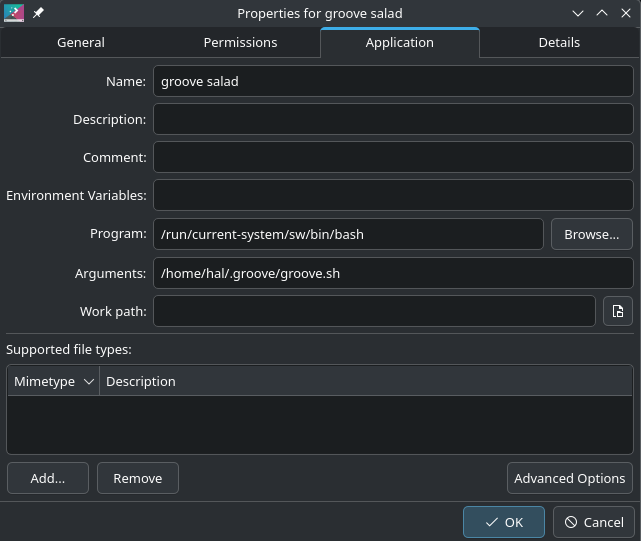 Properties for groove salad
General Permissions Application Details
Name: groove salad
Description:
Comment:
Environment Variables:
Program: /run/current-system/sw/bin/bash Browse...
Arguments: /home/hal/.groove/groove.sh
Work path:
Supported file types:
Mimetype Description
Add... Remove Advanced Options
OK Cancel